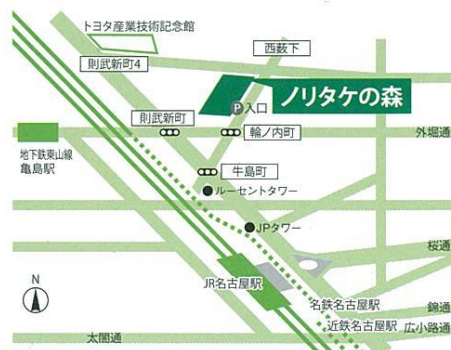 トヨタ産業技術記念館
則武新町4
西薮下
ノリタケの森
P入口
則武新町
輪ノ内町
外堀通
地下鉄東山線
亀島駅
牛島町
ルーセントタワー
JPタワー
桜通
JR名古屋駅
N
名鉄名古屋駅
錦通
近鉄名古屋駅
広小路通
太閤通